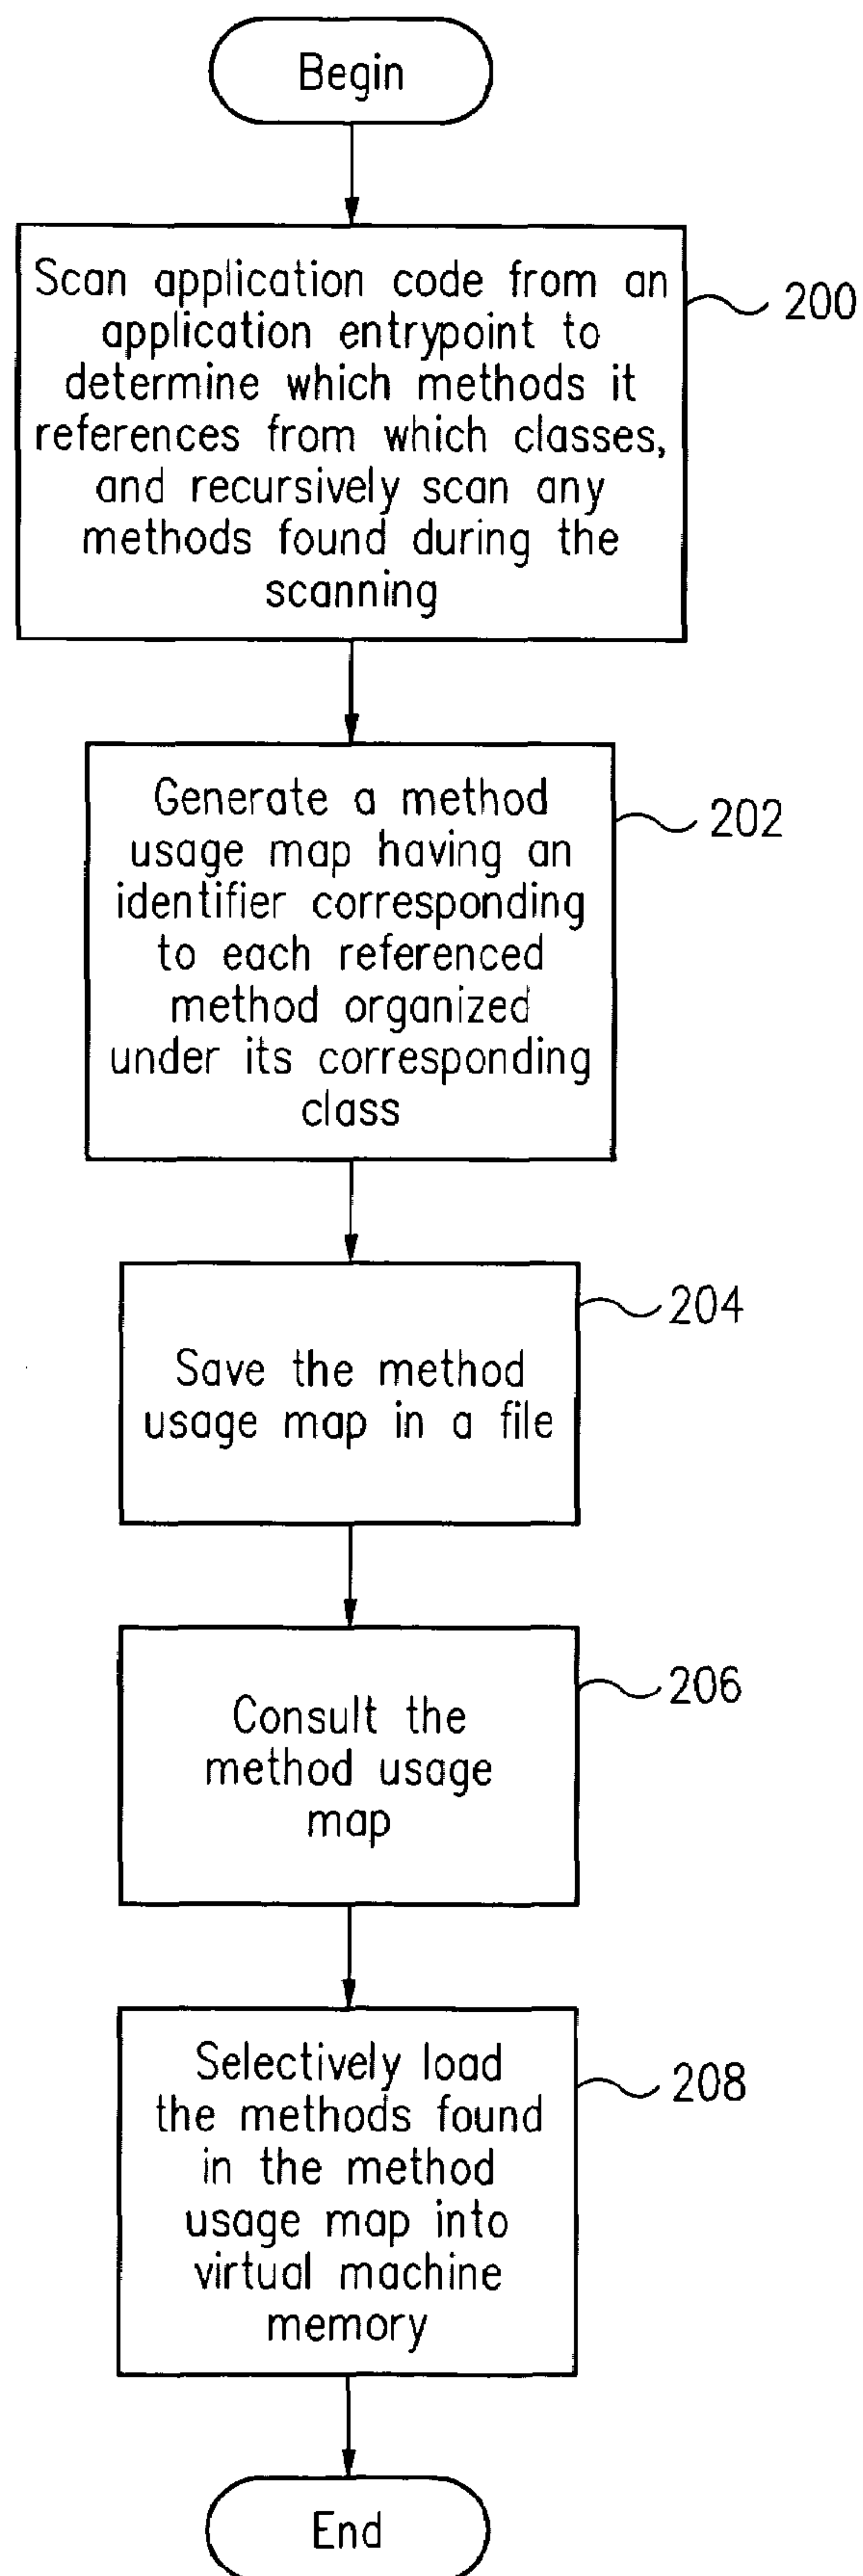 Begin
Scan application code from an
application entrypoint to
determine which methods it
references from which classes,
and recursively scan any
methods found during the
scanning
200
Generate a method
usage map having an
identifier corresponding
to each referenced
method organized
under its corresponding
class
202
Save the method
usage map in a file
204
Consult the
method usage
map
206
Selectively load
the methods found
in the method
usage map into
virtual machine
memory
208
End